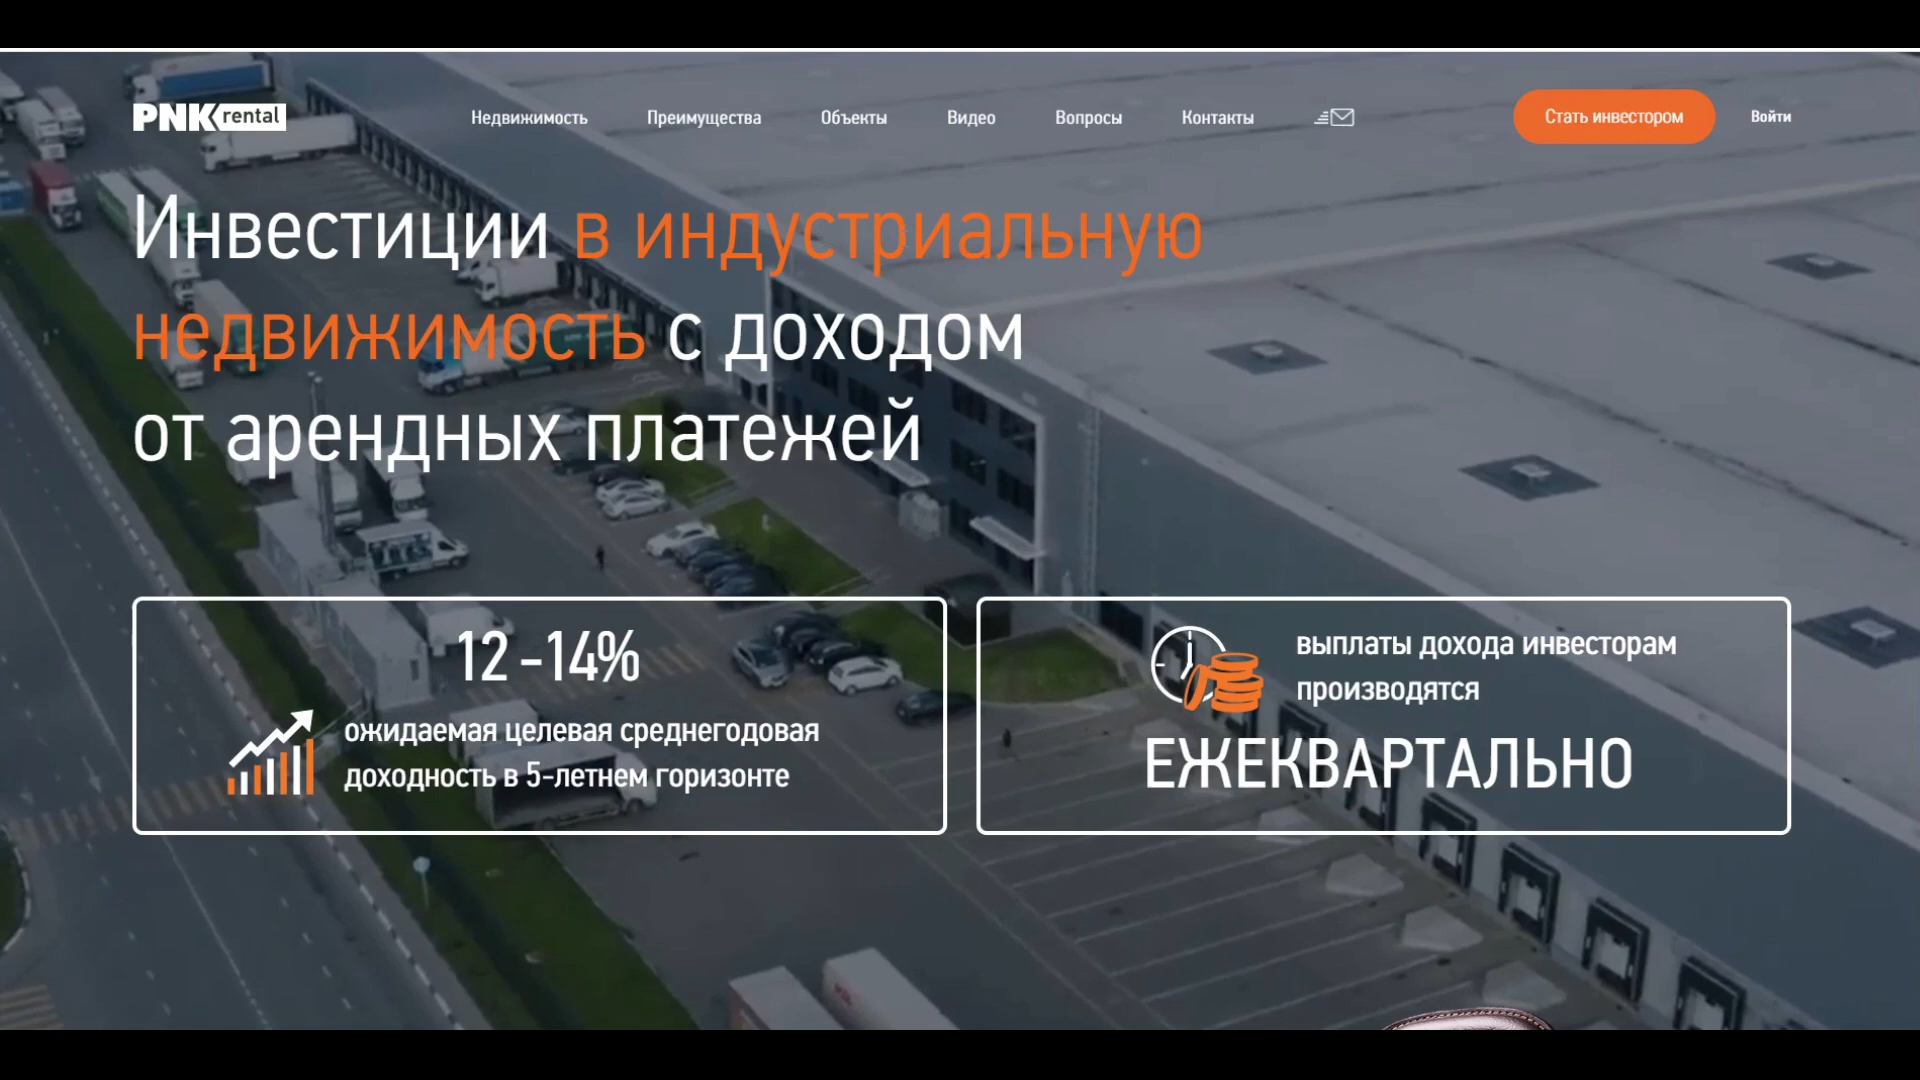 PNK rental
Недвижимость
Преимущества
Объекты
Видео
Вопросы
Контакты
Стать инвестором
Войти
Инвестиции в индустриальную
недвижимость с доходом
от арендных платежей
12 -14%
ожидаемая целевая среднегодовая
доходность в 5-летнем горизонте
выплаты дохода инвесторам
производятся
ЕЖЕКВАРТАЛЬНО